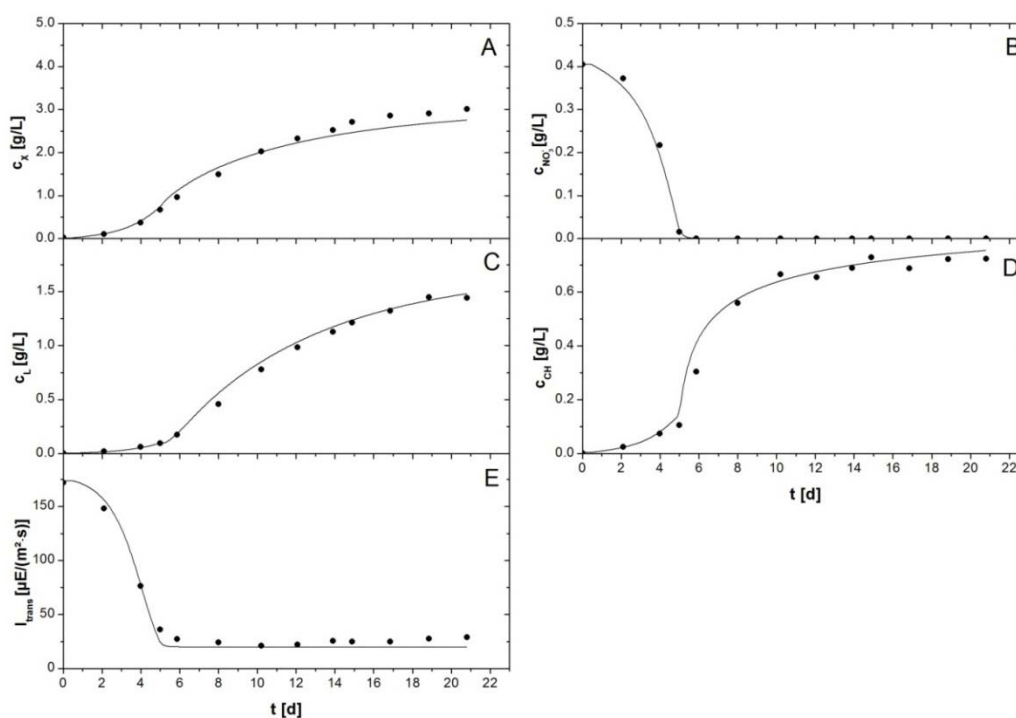 5.0
4.0
3.0
2.0
1.0
0.0
c_X [g/L]
A
0.5
0.4
0.3
0.2
0.1
0.0
c_NO3- [g/L]
B
1.5
1.0
0.5
0.0
c_L [g/L]
C
0.6
0.4
0.2
0.0
c_CH [g/L]
D
0 2 4 6 8 10 12 14 16 18 20 22
t [d]
150
100
50
0
I_trans [µE/(m²·s)]
E
0 2 4 6 8 10 12 14 16 18 20 22
t [d]